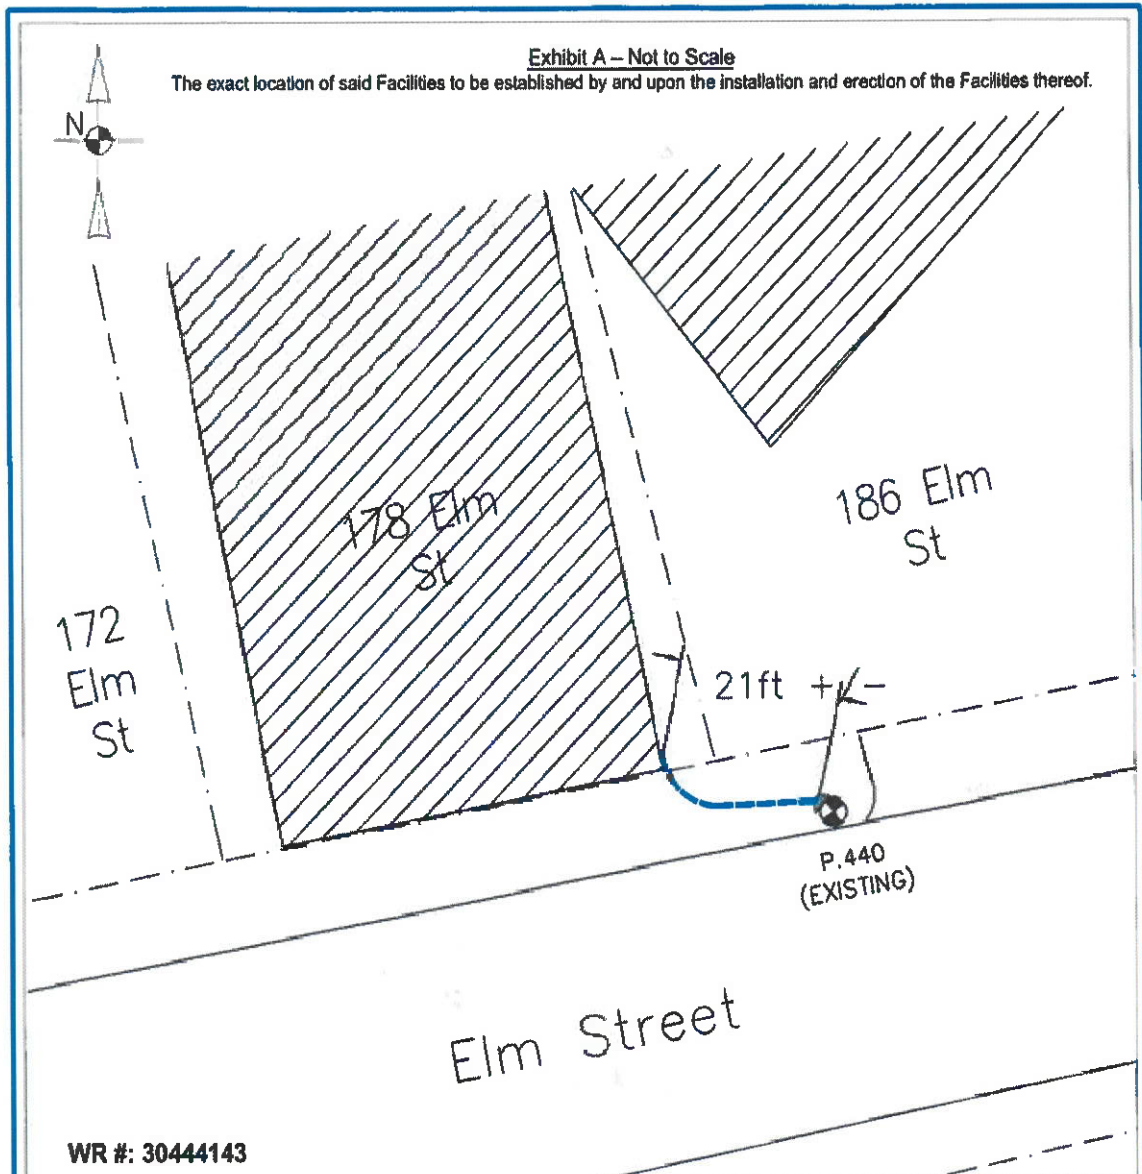 Exhibit A – Not to Scale
The exact location of said Facilities to be established by and upon the installation and erection of the Facilities thereof.
N
178 Elm
St
186 Elm
St
172
Elm
St
21ft +/-
P.440
(EXISTING)
Elm Street
WR #: 30444143